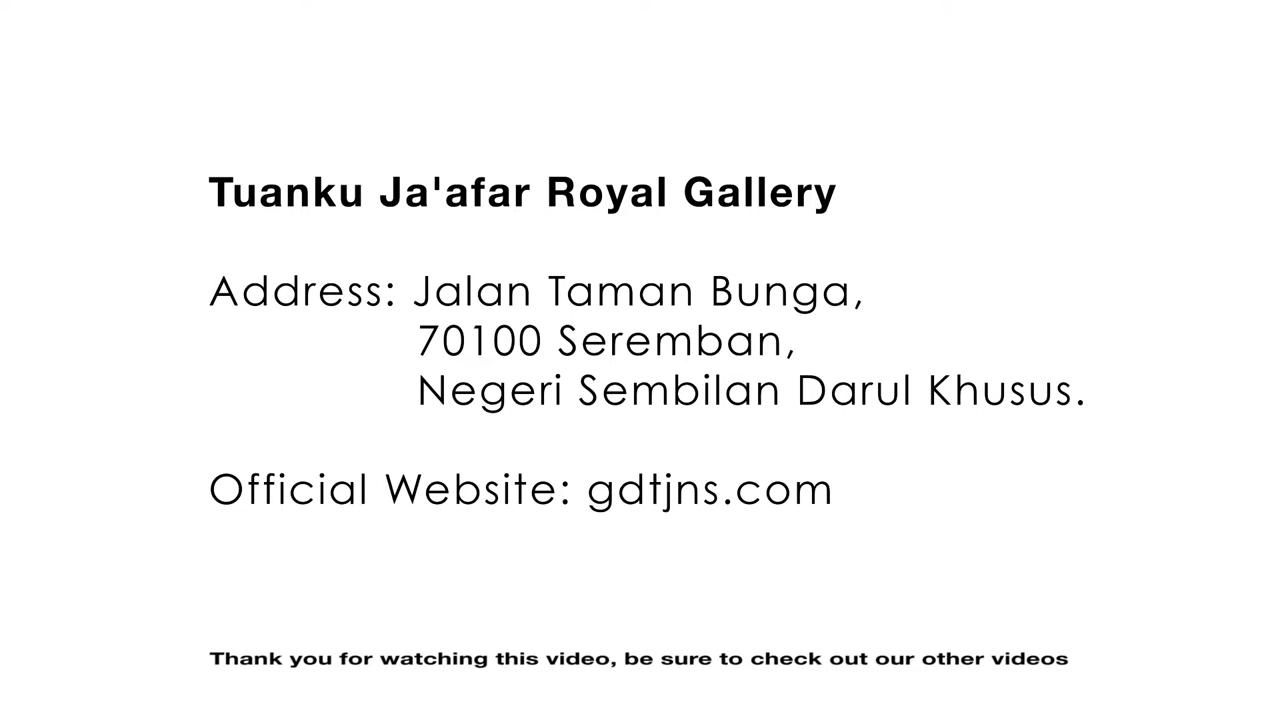 Tuanku Ja'afar Royal Gallery
Address: Jalan Taman Bunga,
70100 Seremban,
Negeri Sembilan Darul Khusus.
Official Website: gdtjns.com
Thank you for watching this video, be sure to check out our other videos